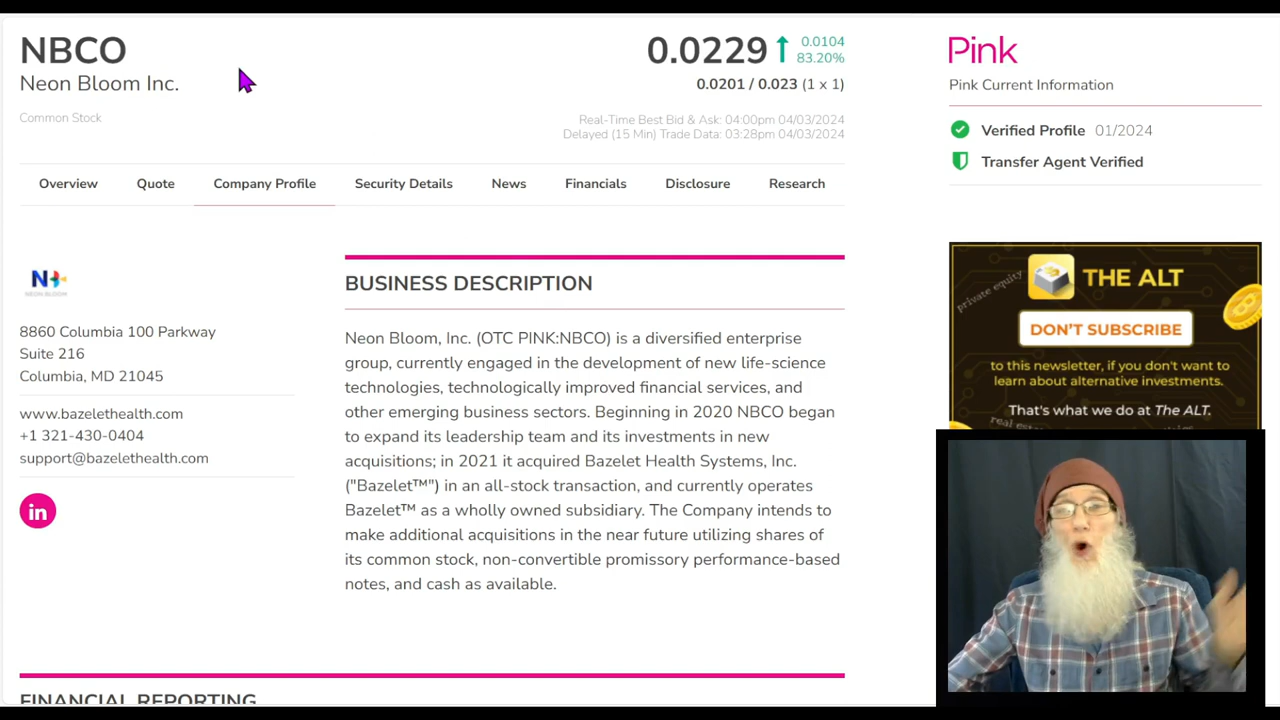 NBCO
Neon Bloom Inc.
Common Stock
0.0229
0.0104
83.20%
0.0201 / 0.023 (1 x 1)
Real-Time Best Bid & Ask: 04:00pm 04/03/2024
Delayed (15 Min) Trade Data: 03:28pm 04/03/2024
Pink
Pink Current Information
Verified Profile 01/2024
Transfer Agent Verified
Overview Quote Company Profile Security Details News Financials Disclosure Research
N+
NEON BLOOM
8860 Columbia 100 Parkway
Suite 216
Columbia, MD 21045
www.bazelethealth.com
+1 321-430-0404
support@bazelethealth.com
in
BUSINESS DESCRIPTION
Neon Bloom, Inc. (OTC PINK:NBCO) is a diversified enterprise
group, currently engaged in the development of new life-science
technologies, technologically improved financial services, and
other emerging business sectors. Beginning in 2020 NBCO began
to expand its leadership team and its investments in new
acquisitions; in 2021 it acquired Bazelet Health Systems, Inc.
("Bazelet™") in an all-stock transaction, and currently operates
Bazelet™ as a wholly owned subsidiary. The Company intends to
make additional acquisitions in the near future utilizing shares of
its common stock, non-convertible promissory performance-based
notes, and cash as available.
FINANCIAL REPORTING
private equity
THE ALT
DON'T SUBSCRIBE
to this newsletter, if you don't want to
learn about alternative investments.
That's what we do at The ALT.